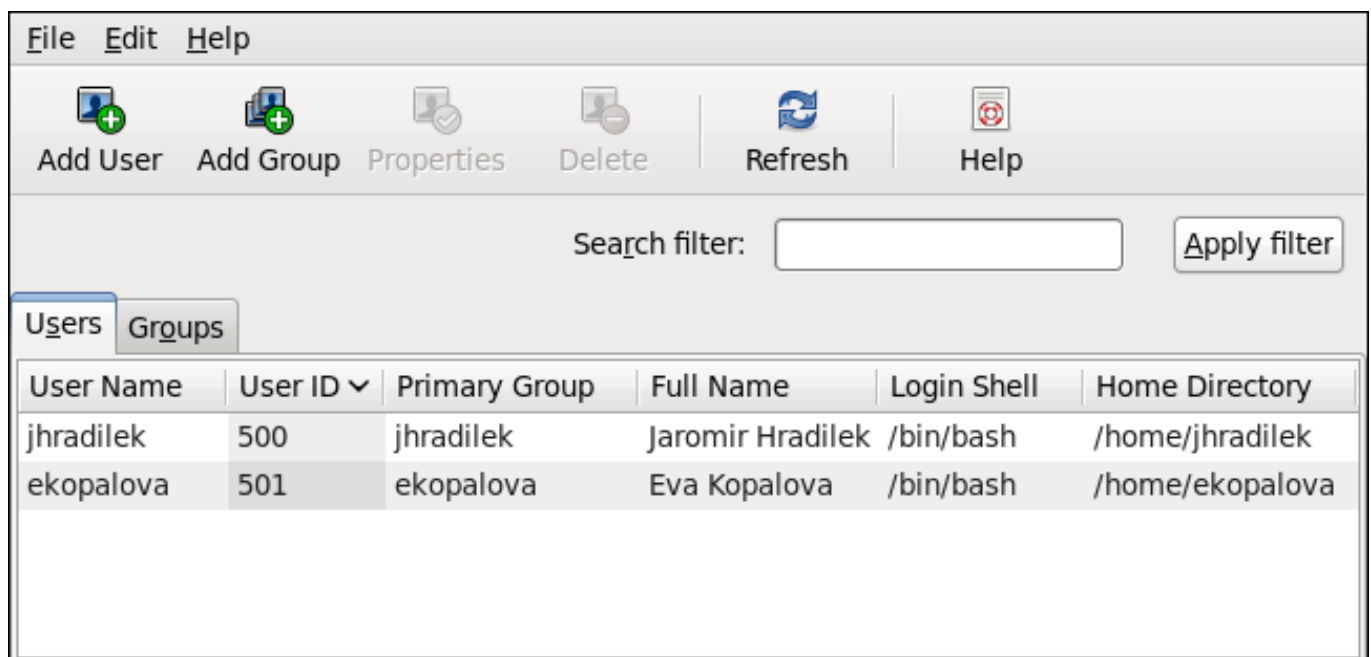 File Edit Help
Add User Add Group Properties Delete Refresh Help
Search filter: Apply filter
Users Groups
User Name User ID Primary Group Full Name Login Shell Home Directory
jhradilek 500 jhradilek Jaromir Hradilek /bin/bash /home/jhradilek
ekopalova 501 ekopalova Eva Kopalova /bin/bash /home/ekopalova